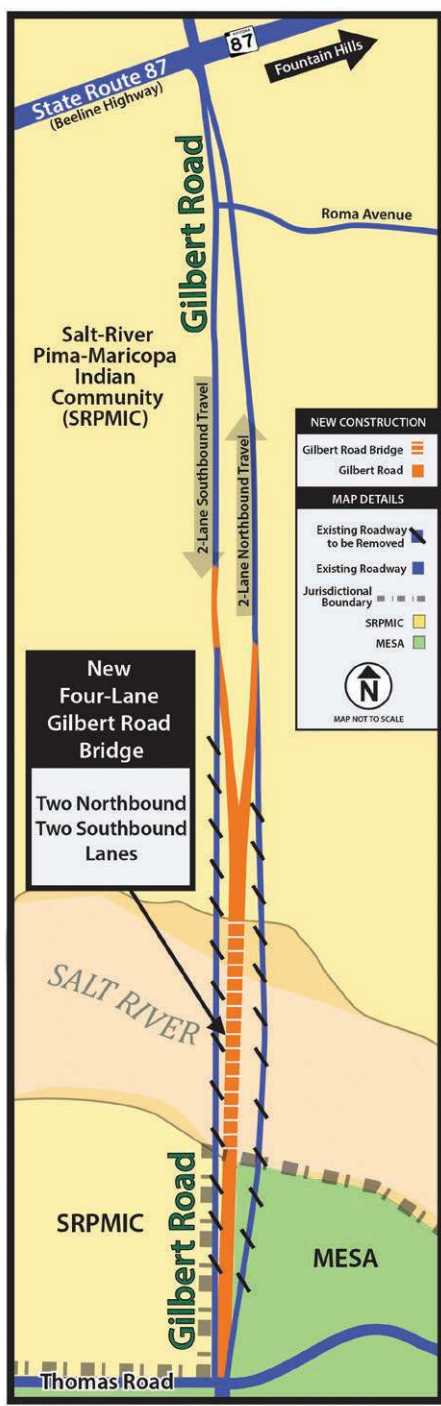 ARIZONA
87
State Route 87
(Beeline Highway)
Fountain Hills
Gilbert Road
Roma Avenue
Salt-River
Pima-Maricopa
Indian
Community
(SRPMIC)
2-Lane Southbound Travel
2-Lane Northbound Travel
NEW CONSTRUCTION
Gilbert Road Bridge
Gilbert Road
MAP DETAILS
Existing Roadway
to be Removed
Existing Roadway
Jurisdictional
Boundary
SRPMIC
MESA
N
MAP NOT TO SCALE
New
Four-Lane
Gilbert Road
Bridge
Two Northbound
Two Southbound
Lanes
SALT RIVER
Gilbert Road
SRPMIC
MESA
Thomas Road